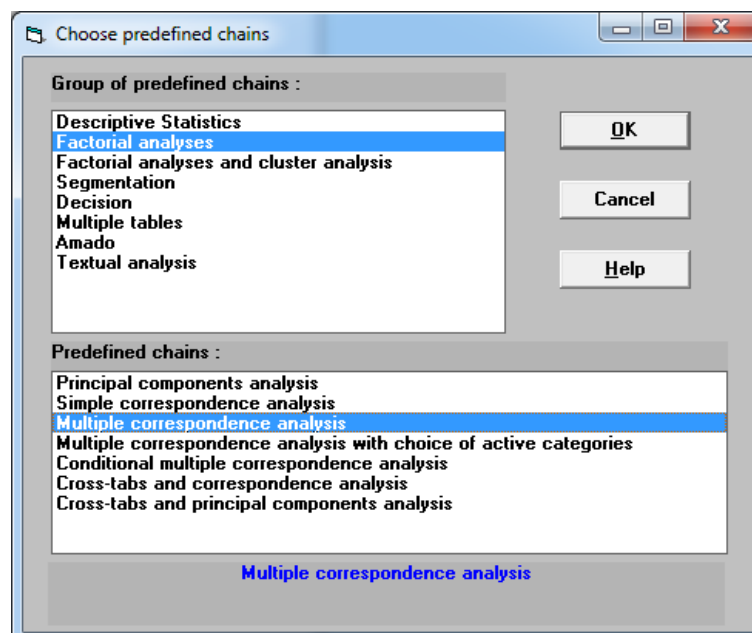 Choose predefined chains
Group of predefined chains :
Descriptive Statistics
Factorial analyses
Factorial analyses and cluster analysis
Segmentation
Decision
Multiple tables
Amado
Textual analysis
OK
Cancel
Help
Predefined chains :
Principal components analysis
Simple correspondence analysis
Multiple correspondence analysis
Multiple correspondence analysis with choice of active categories
Conditional multiple correspondence analysis
Cross-tabs and correspondence analysis
Cross-tabs and principal components analysis
Multiple correspondence analysis